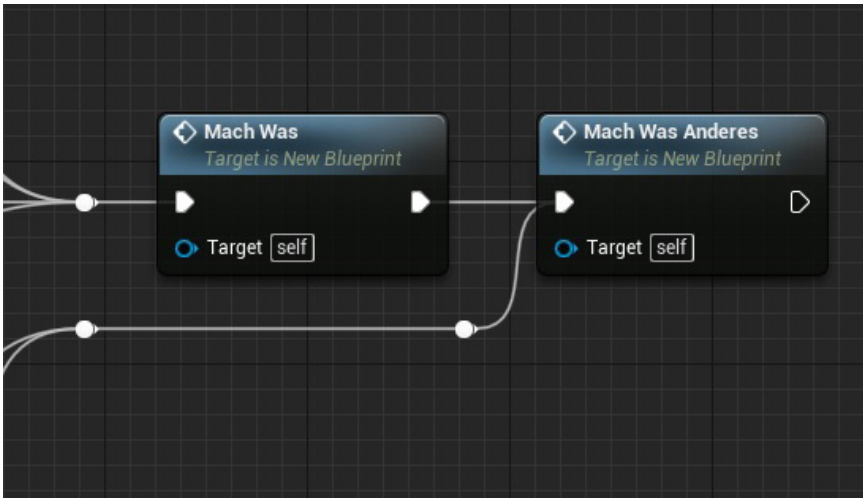 Mach Was
Target is New Blueprint
Target self
Mach Was Anderes
Target is New Blueprint
Target self